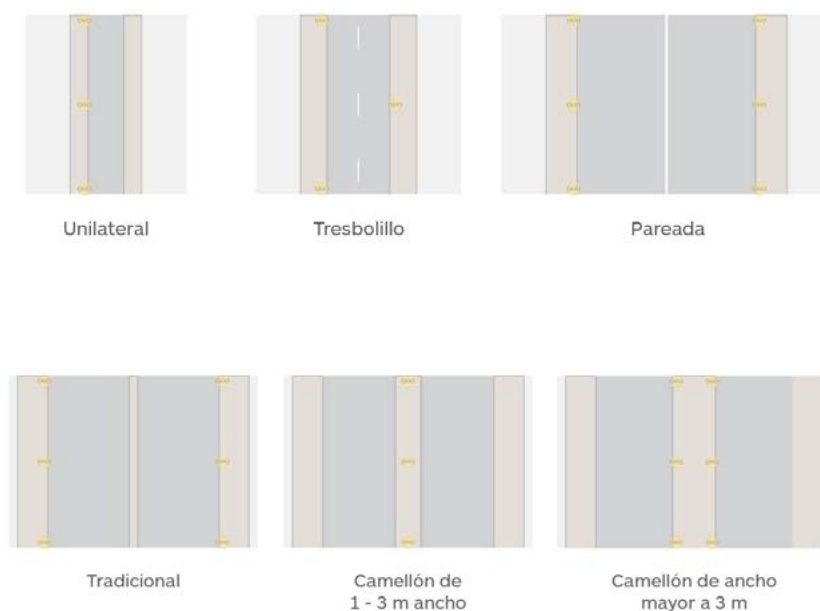 Unilateral
Tresbolillo
Pareada
Tradicional
Camellón de
1 - 3 m ancho
Camellón de ancho
mayor a 3 m